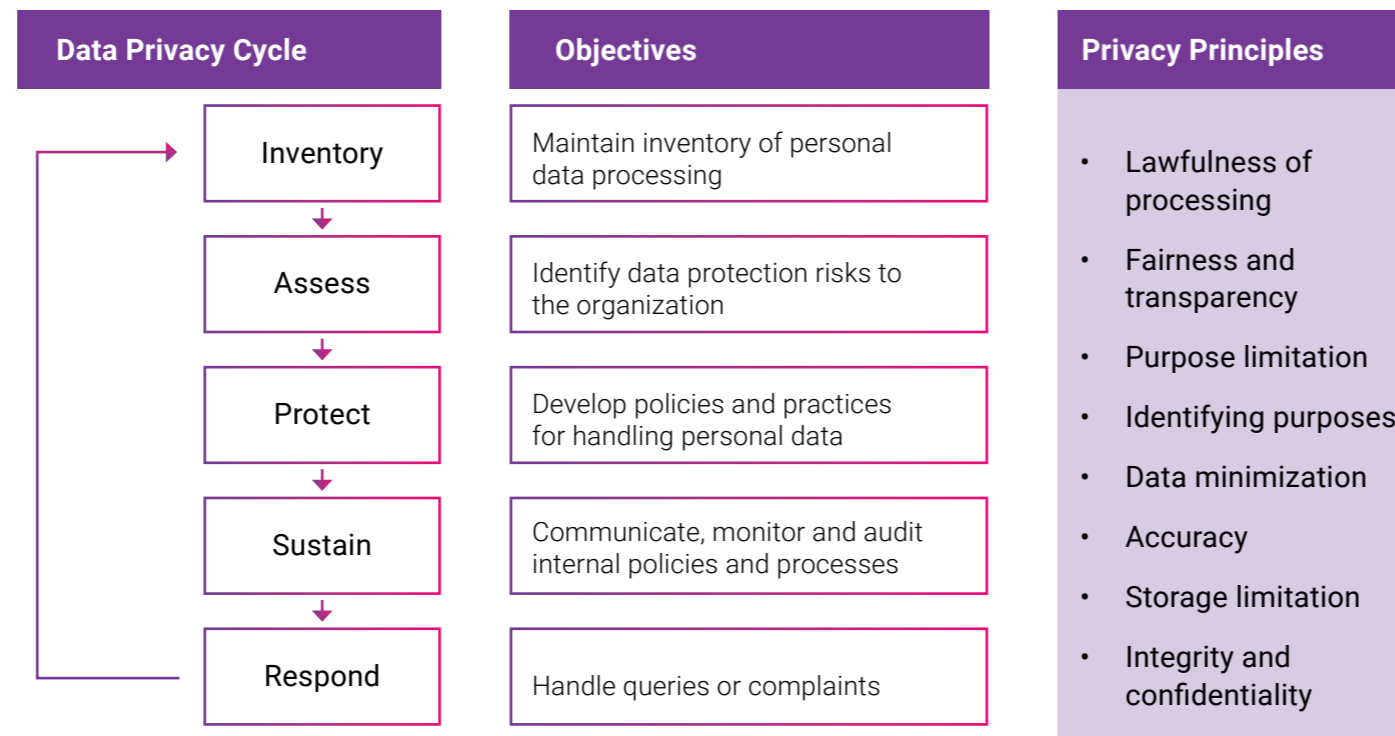 Data Privacy Cycle
Inventory
Assess
Protect
Sustain
Respond
Objectives
Maintain inventory of personal
data processing
Identify data protection risks to
the organization
Develop policies and practices
for handling personal data
Communicate, monitor and audit
internal policies and processes
Handle queries or complaints
Privacy Principles
• Lawfulness of
processing
• Fairness and
transparency
• Purpose limitation
• Identifying purposes
• Data minimization
• Accuracy
• Storage limitation
• Integrity and
confidentiality